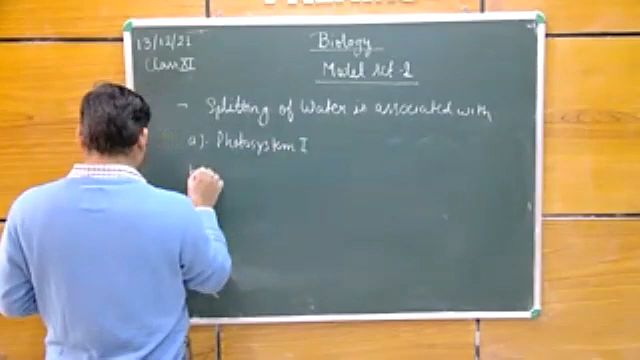 13/12/21
Class XI
Biology
Model set-2
- Splitting of Water is associated with
a). Photosystem I